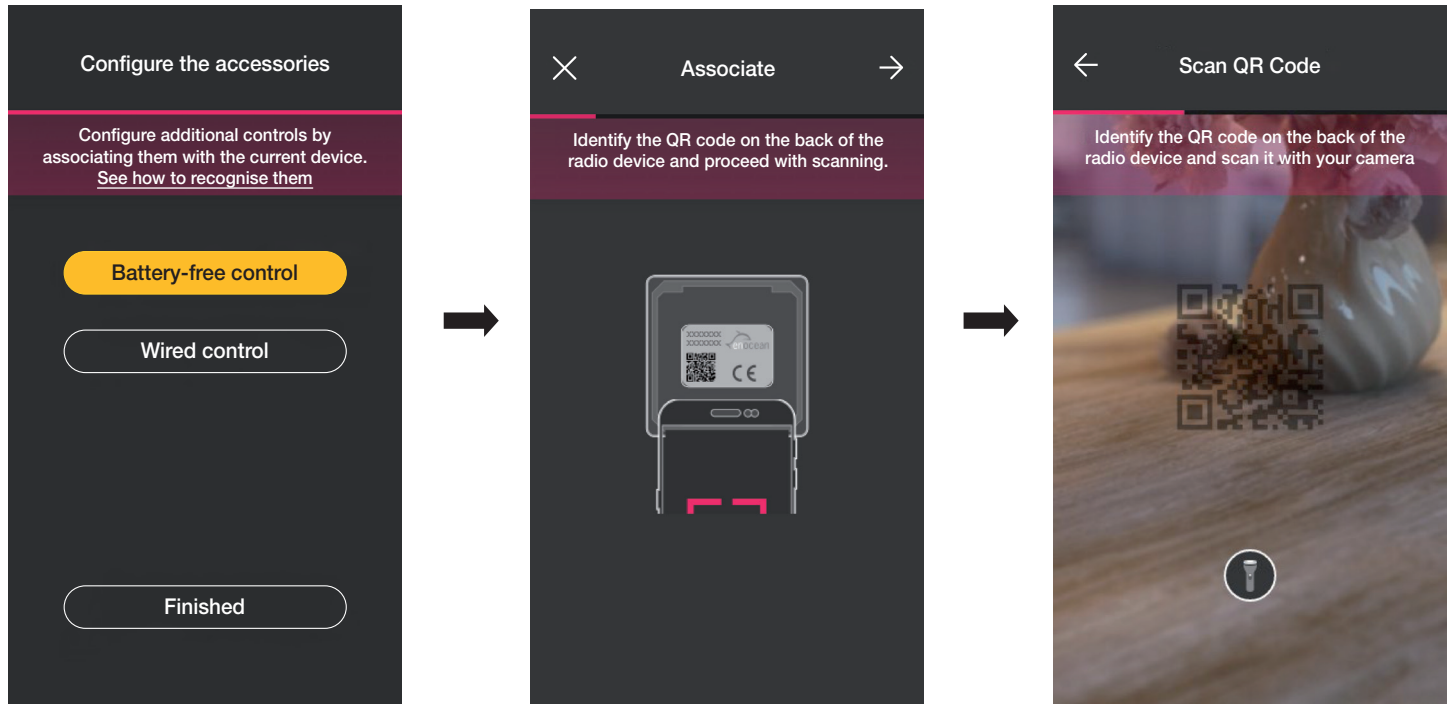 Configure the accessories
Configure additional controls by
associating them with the current device.
See how to recognise them
Battery-free control
Wired control
Finished
Associate
Identify the QR code on the back of the
radio device and proceed with scanning.
XXXXXXX
XXXXXXX
enocean
CE
Scan QR Code
Identify the QR code on the back of the
radio device and scan it with your camera